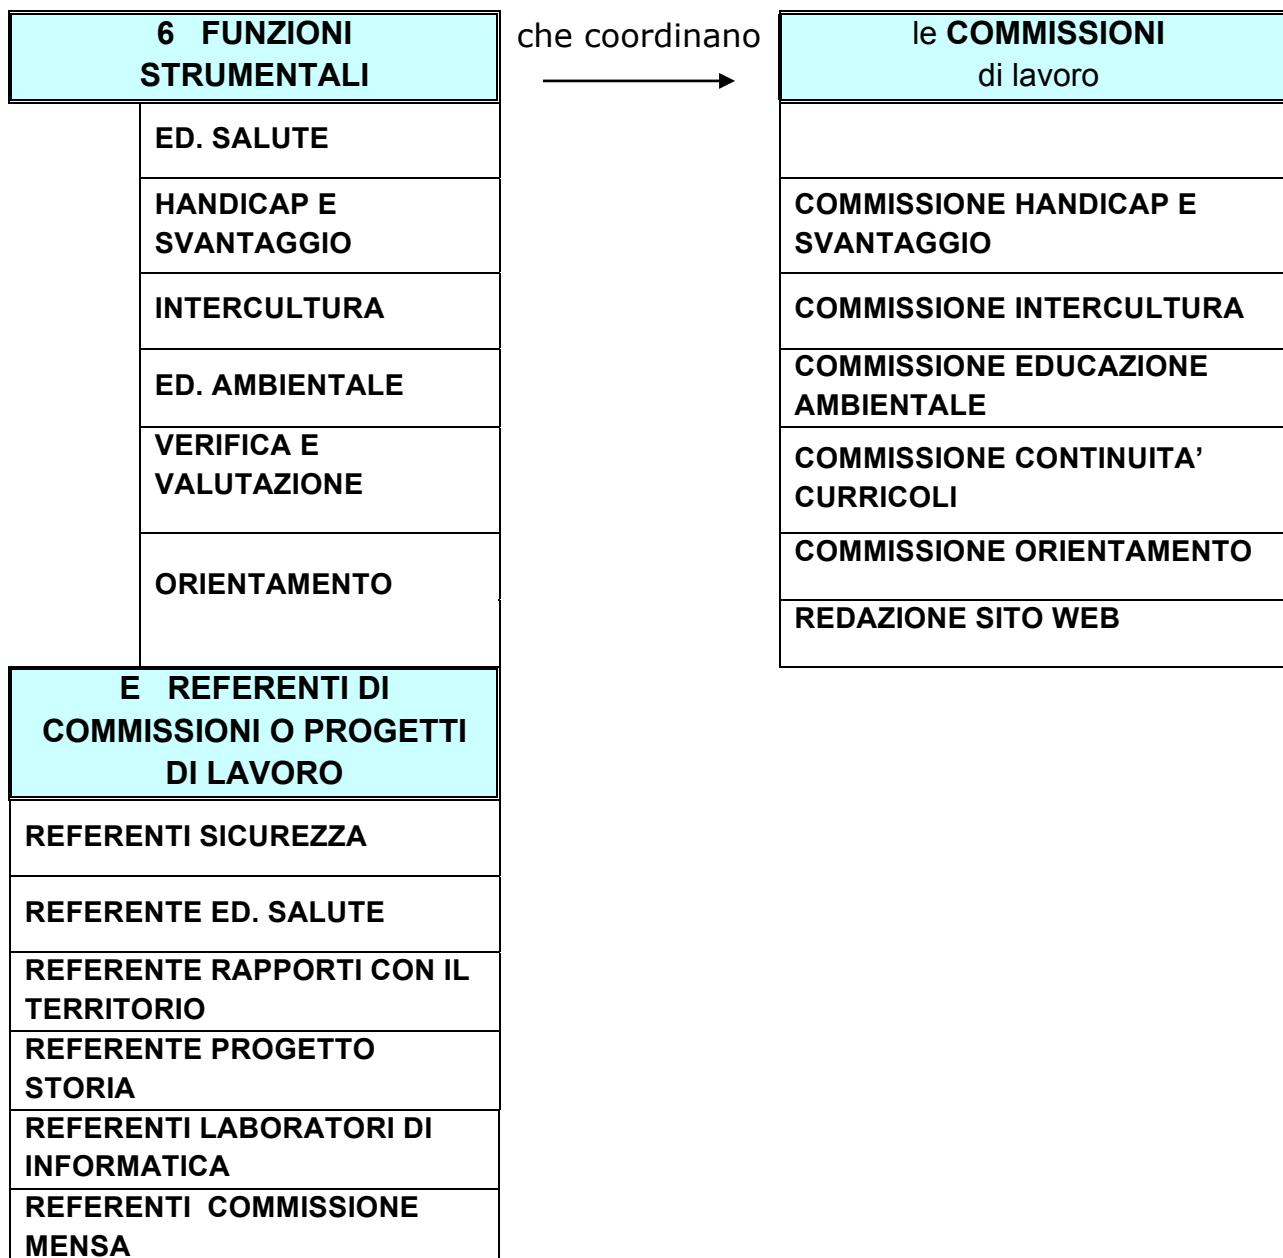 6 FUNZIONI
STRUMENTALI
che coordinano
le COMMISSIONI
di lavoro
ED. SALUTE
HANDICAP E
SVANTAGGIO
COMMISSIONE HANDICAP E
SVANTAGGIO
INTERCULTURA
COMMISSIONE INTERCULTURA
ED. AMBIENTALE
COMMISSIONE EDUCAZIONE
AMBIENTALE
VERIFICA E
VALUTAZIONE
COMMISSIONE CONTINUITA’
CURRICOLI
ORIENTAMENTO
COMMISSIONE ORIENTAMENTO
REDAZIONE SITO WEB
E REFERENTI DI
COMMISSIONI O PROGETTI
DI LAVORO
REFERENTI SICUREZZA
REFERENTE ED. SALUTE
REFERENTE RAPPORTI CON IL
TERRITORIO
REFERENTE PROGETTO
STORIA
REFERENTI LABORATORI DI
INFORMATICA
REFERENTI COMMISSIONE
MENSA